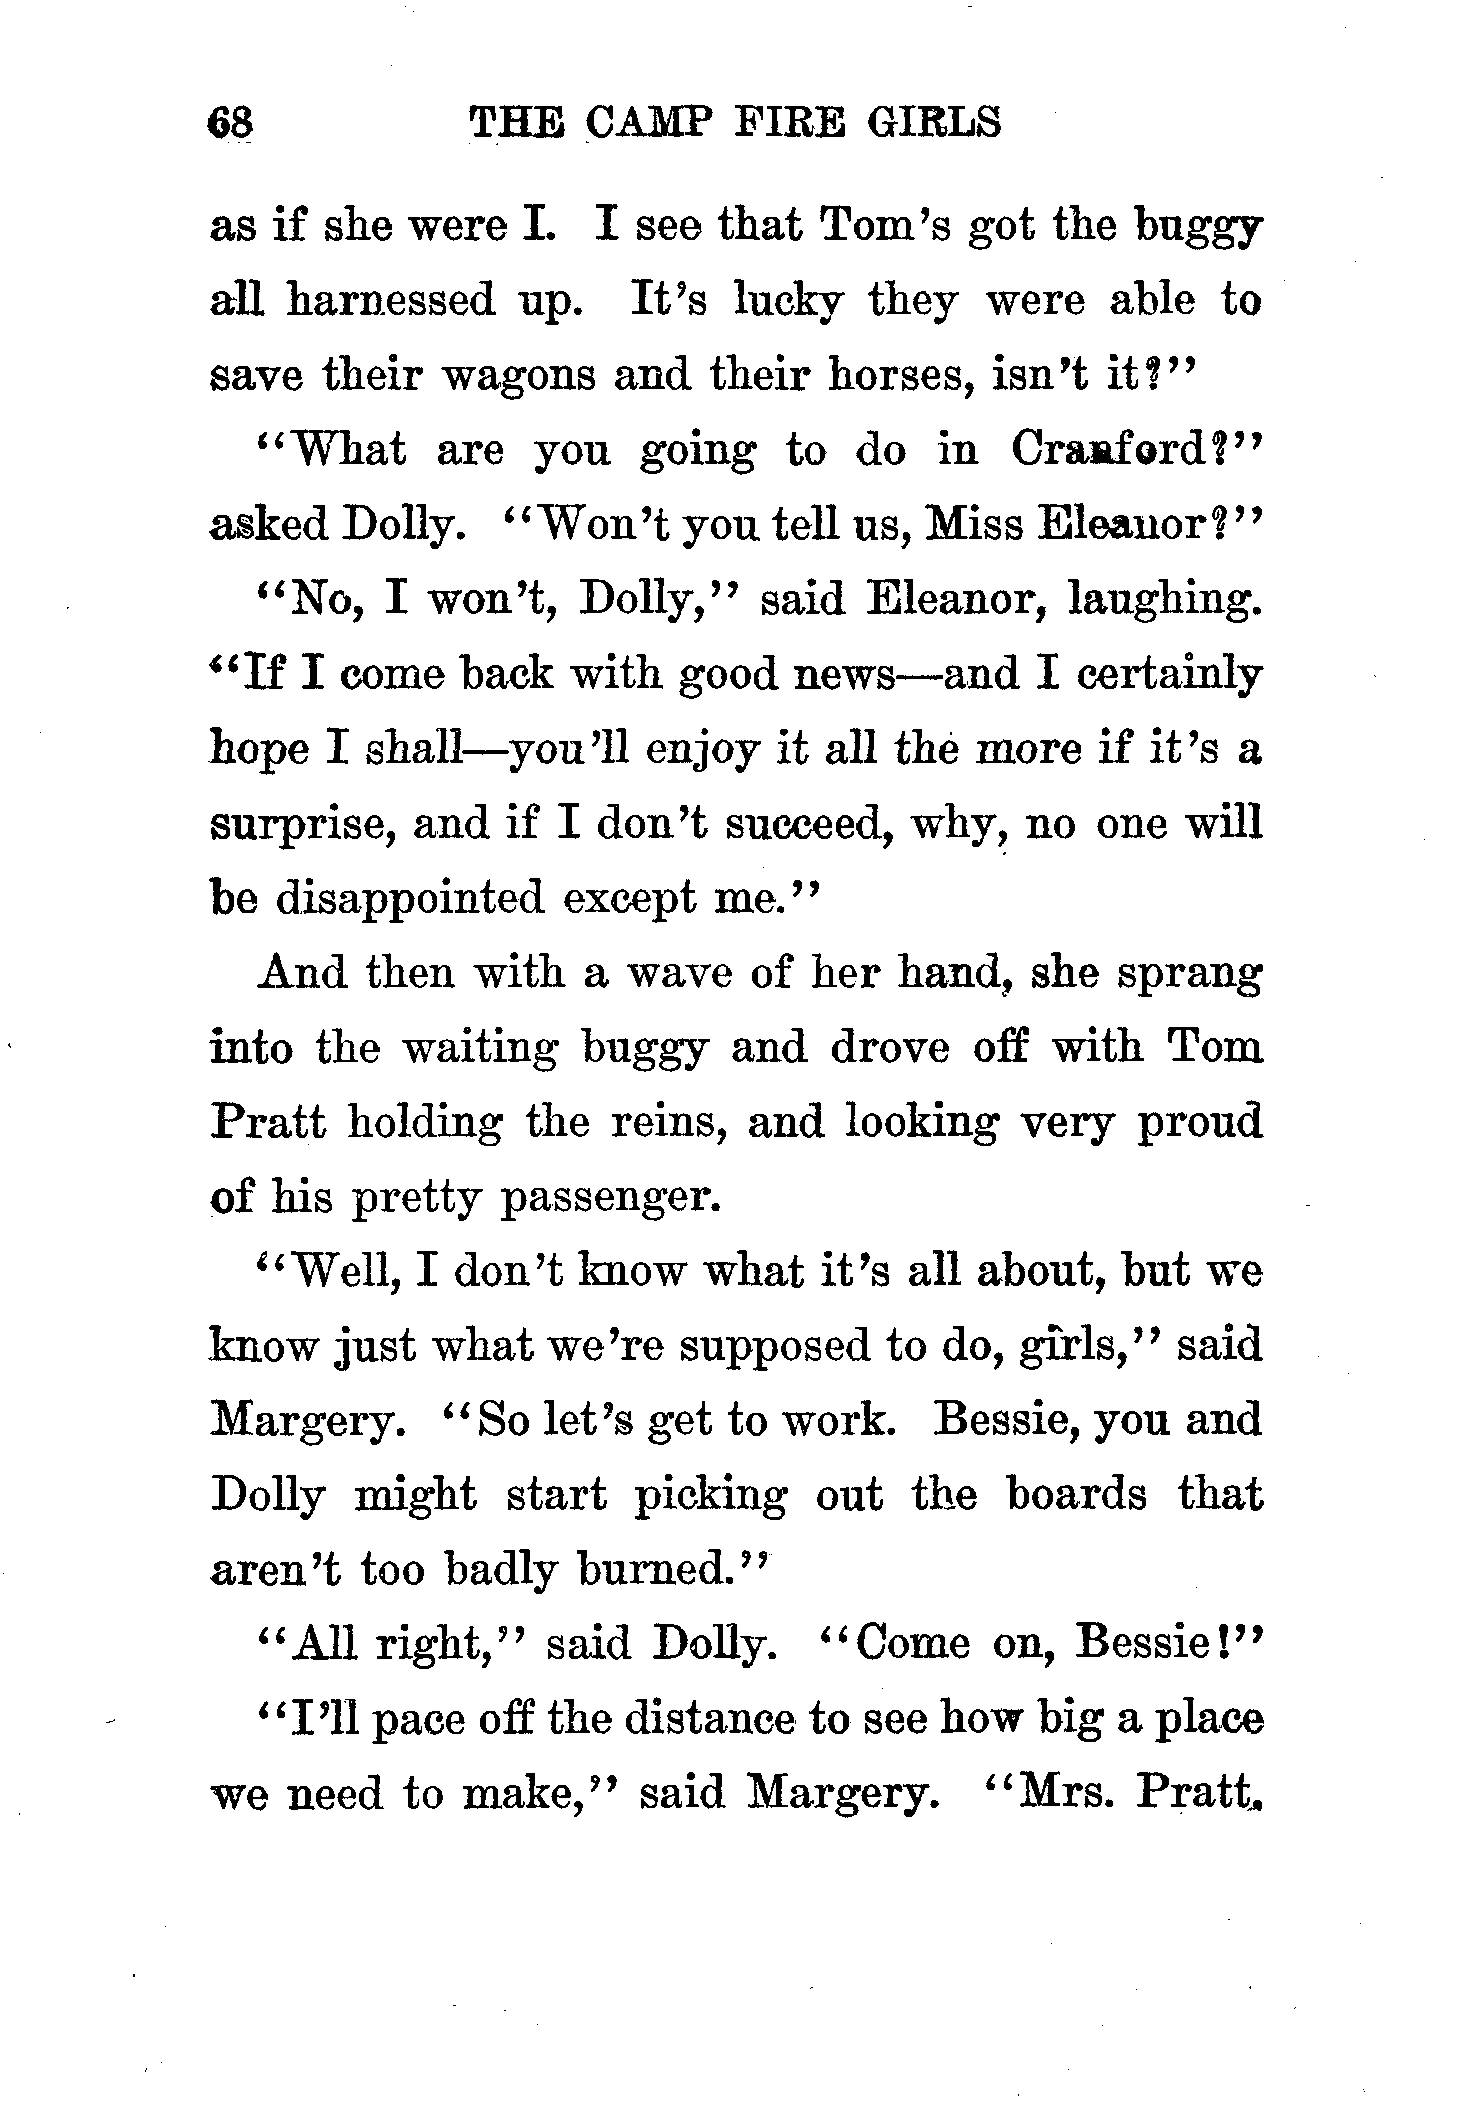 68 THE CAMP FIRE GIRLS
as if she were I. I see that Tom's got the buggy
all harnessed up. It's lucky they were able to
save their wagons and their horses, isn't it?"
"What are you going to do in Cranford?"
asked Dolly. "Won't you tell us, Miss Eleanor?"
"No, I won't, Dolly," said Eleanor, laughing.
"If I come back with good news—and I certainly
hope I shall—you'll enjoy it all the more if it's a
surprise, and if I don't succeed, why, no one will
be disappointed except me."
And then with a wave of her hand, she sprang
into the waiting buggy and drove off with Tom
Pratt holding the reins, and looking very proud
of his pretty passenger.
"Well, I don't know what it's all about, but we
know just what we're supposed to do, girls," said
Margery. "So let's get to work. Bessie, you and
Dolly might start picking out the boards that
aren't too badly burned."
"All right," said Dolly. "Come on, Bessie!"
"I'll pace off the distance to see how big a place
we need to make," said Margery. "Mrs. Pratt,